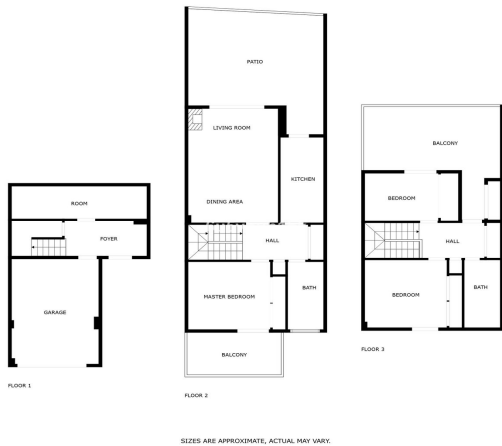 PATIO
LIVING ROOM
KITCHEN
DINING AREA
HALL
MASTER BEDROOM
BATH
BALCONY
FLOOR 2
ROOM
FOYER
GARAGE
FLOOR 1
BALCONY
BEDROOM
HALL
BEDROOM
BATH
FLOOR 3
SIZES ARE APPROXIMATE, ACTUAL MAY VARY.